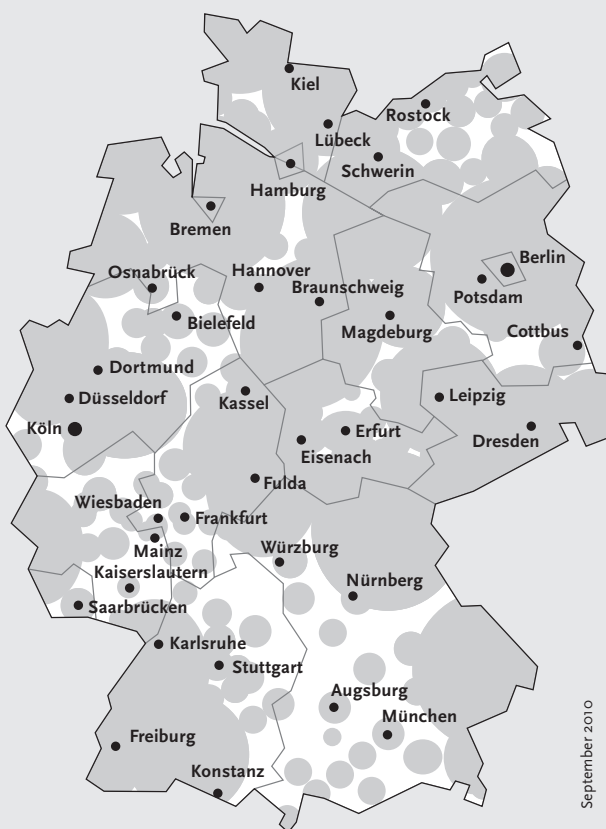 Kiel
Rostock
Lübeck
Schwerin
Hamburg
Bremen
Berlin
Osnabrück
Hannover
Braunschweig
Potsdam
Bielefeld
Magdeburg
Cottbus
Dortmund
Düsseldorf
Kassel
Leipzig
Köln
Erfurt
Dresden
Eisenach
Fulda
Wiesbaden
Frankfurt
Mainz
Würzburg
Kaiserslautern
Nürnberg
Saarbrücken
Karlsruhe
Stuttgart
Augsburg
München
Freiburg
Konstanz
September 2010